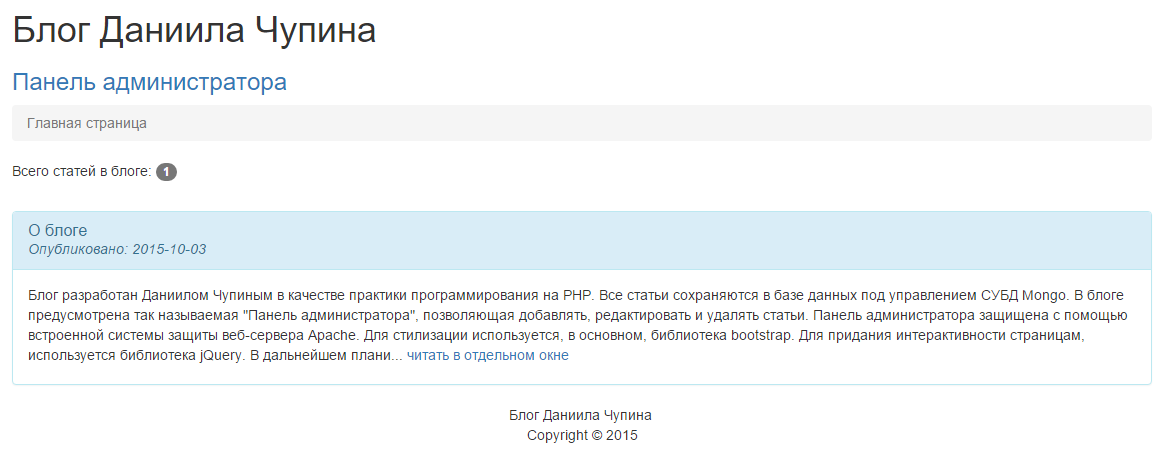 Блог Даниила Чупина
Панель администратора
Главная страница
Всего статей в блоге: 1
О блоге
Опубликовано: 2015-10-03
Блог разработан Даниилом Чупиным в качестве практики программирования на PHP. Все статьи сохраняются в базе данных под управлением СУБД Mongo. В блоге
предусмотрена так называемая "Панель администратора", позволяющая добавлять, редактировать и удалять статьи. Панель администратора защищена с помощью
встроенной системы защиты веб-сервера Apache. Для стилизации используется, в основном, библиотека bootstrap. Для придания интерактивности страницам,
используется библиотека jQuery. В дальнейшем плани... читать в отдельном окне
Блог Даниила Чупина
Copyright © 2015